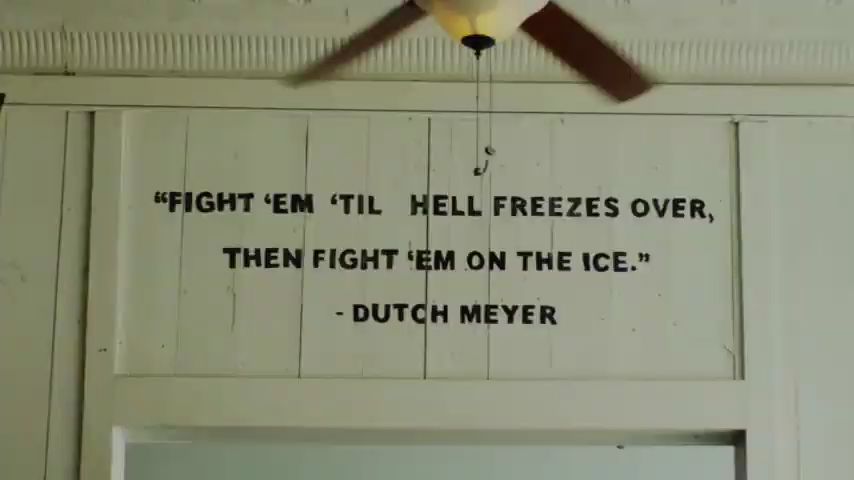 “FIGHT ‘EM ‘TIL HELL FREEZES OVER,
THEN FIGHT ‘EM ON THE ICE.”
- DUTCH MEYER